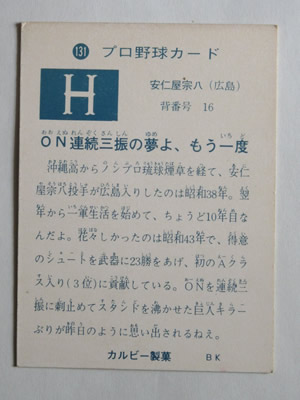 131 プロ野球カード
H
安仁屋宗八(広島)
背番号 16
ON連続三振の夢よ、もう一度
沖縄高からノンプロ琉球煙草を経て、安仁
屋宗八投手が広島入りしたのは昭和38年。翌
年から一軍生活を始めて、ちょうど10年目な
んだよ。花々しかったのは昭和43年で、得意
のシュートを武器に23勝をあげ、初のAクラ
ス入り(3位)に貢献している。ONを連続三
振に刺止めてスタンドを沸かせた巨人キラー
ぶりが昨日のように思い出されるねえ。
カルビー製菓 BK